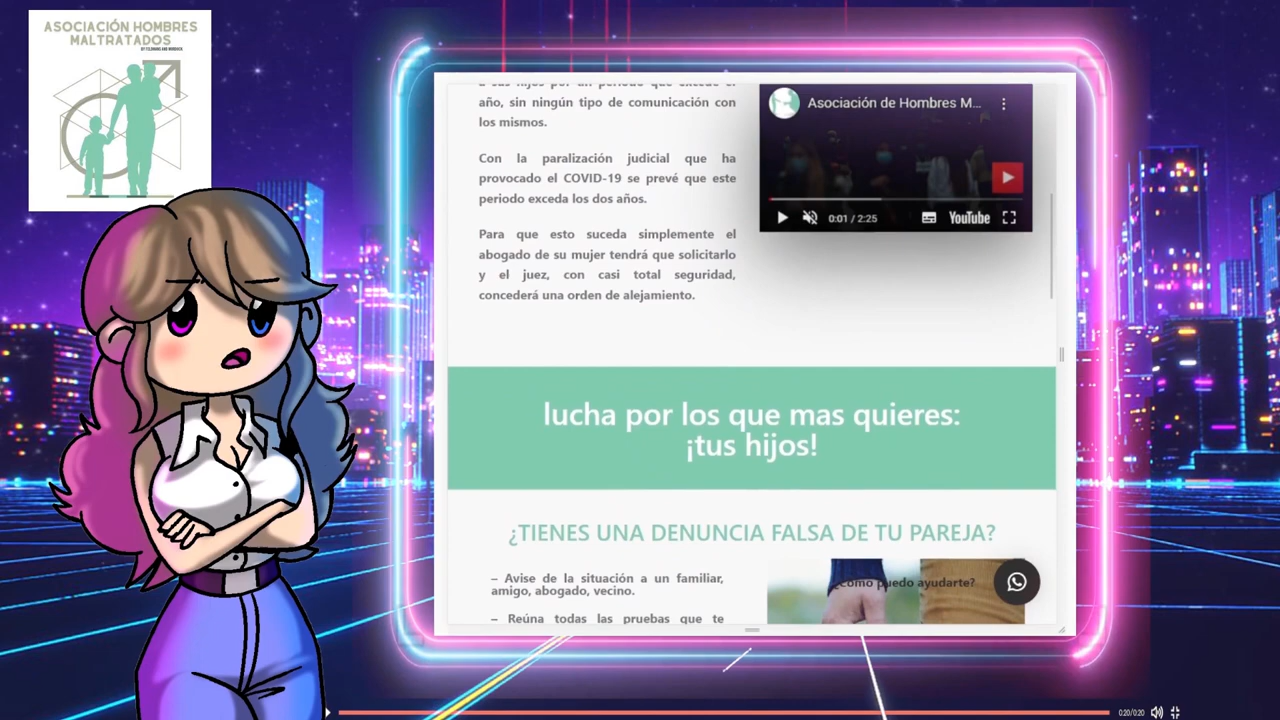 ASOCIACIÓN HOMBRES
MALTRATADOS
año, sin ningún tipo de comunicación con
los mismos.
Con la paralización judicial que ha
provocado el COVID-19 se prevé que este
periodo exceda los dos años.
Para que esto suceda simplemente el
abogado de su mujer tendrá que solicitarlo
y el juez, con casi total seguridad,
concederá una orden de alejamiento.
Asociación de Hombres M...
0:01 / 2:25
YouTube
lucha por los que mas quieres:
¡tus hijos!
¿TIENES UNA DENUNCIA FALSA DE TU PAREJA?
– Avise de la situación a un familiar,
amigo, abogado, vecino.
– Reúna todas las pruebas que te
¿Cómo puedo ayudarte?
0:20/0:20